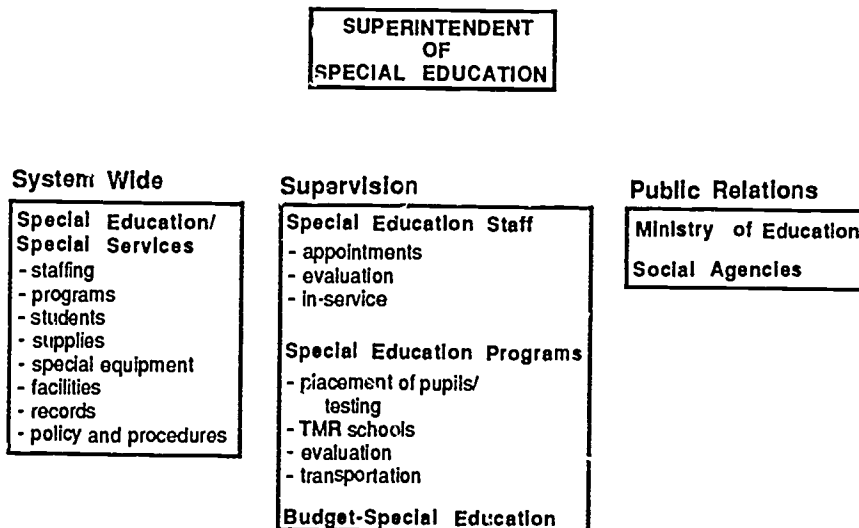 SUPERINTENDENT
OF
SPECIAL EDUCATION
System Wide
Special Education/
Special Services
- staffing
- programs
- students
- supplies
- special equipment
- facilities
- records
- policy and procedures
Supervision
Special Education Staff
- appointments
- evaluation
- in-service
Special Education Programs
- placement of pupils/
testing
- TMR schools
- evaluation
- transportation
Budget-Special Education
Public Relations
Ministry of Education
Social Agencies